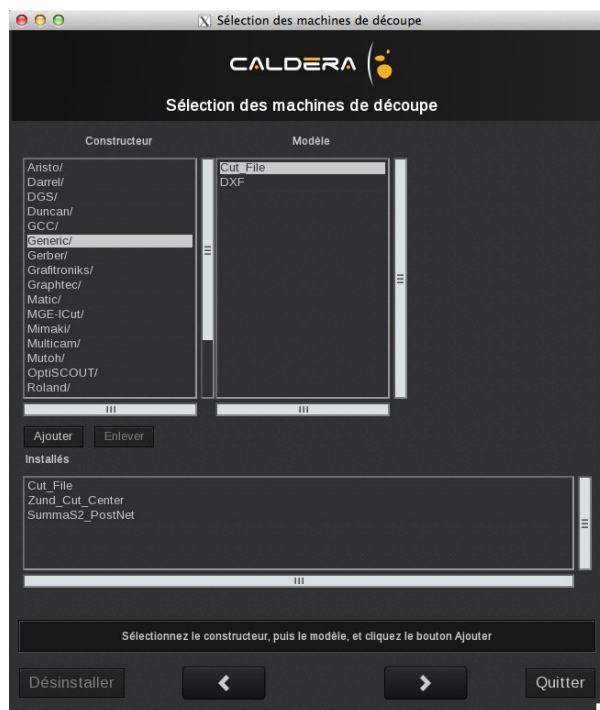 Sélection des machines de découpe
CALDERA
Sélection des machines de découpe
Constructeur
Modèle
Aristo/
Darrel/
DGS/
Duncan/
GCC/
Generic/
Gerber/
Grafitroniks/
Graphtec/
Matic/
MGE-ICut/
Mimaki/
Multicam/
Mutoh/
OptiSCOUT/
Roland/
Cut_File
DXF
Ajouter
Enlever
Installés
Cut_File
Zund_Cut_Center
SummaS2_PostNet
Sélectionnez le constructeur, puis le modèle, et cliquez le bouton Ajouter
Désinstaller
Quitter